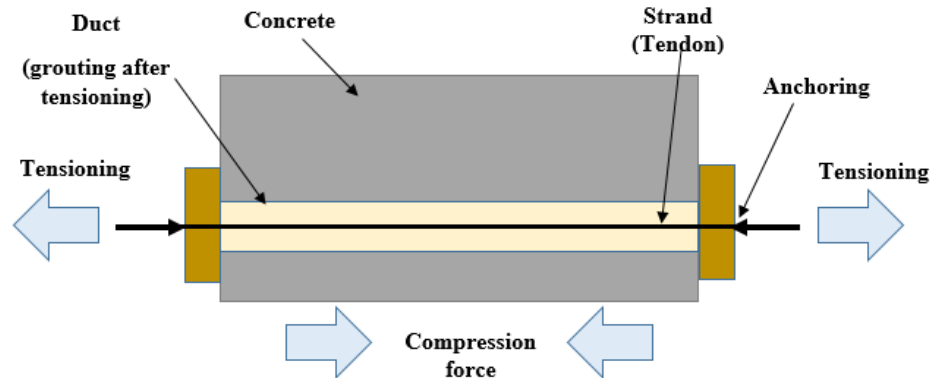 Duct
(grouting after
tensioning)
Concrete
Strand
(Tendon)
Anchoring
Tensioning
Tensioning
Compression
force